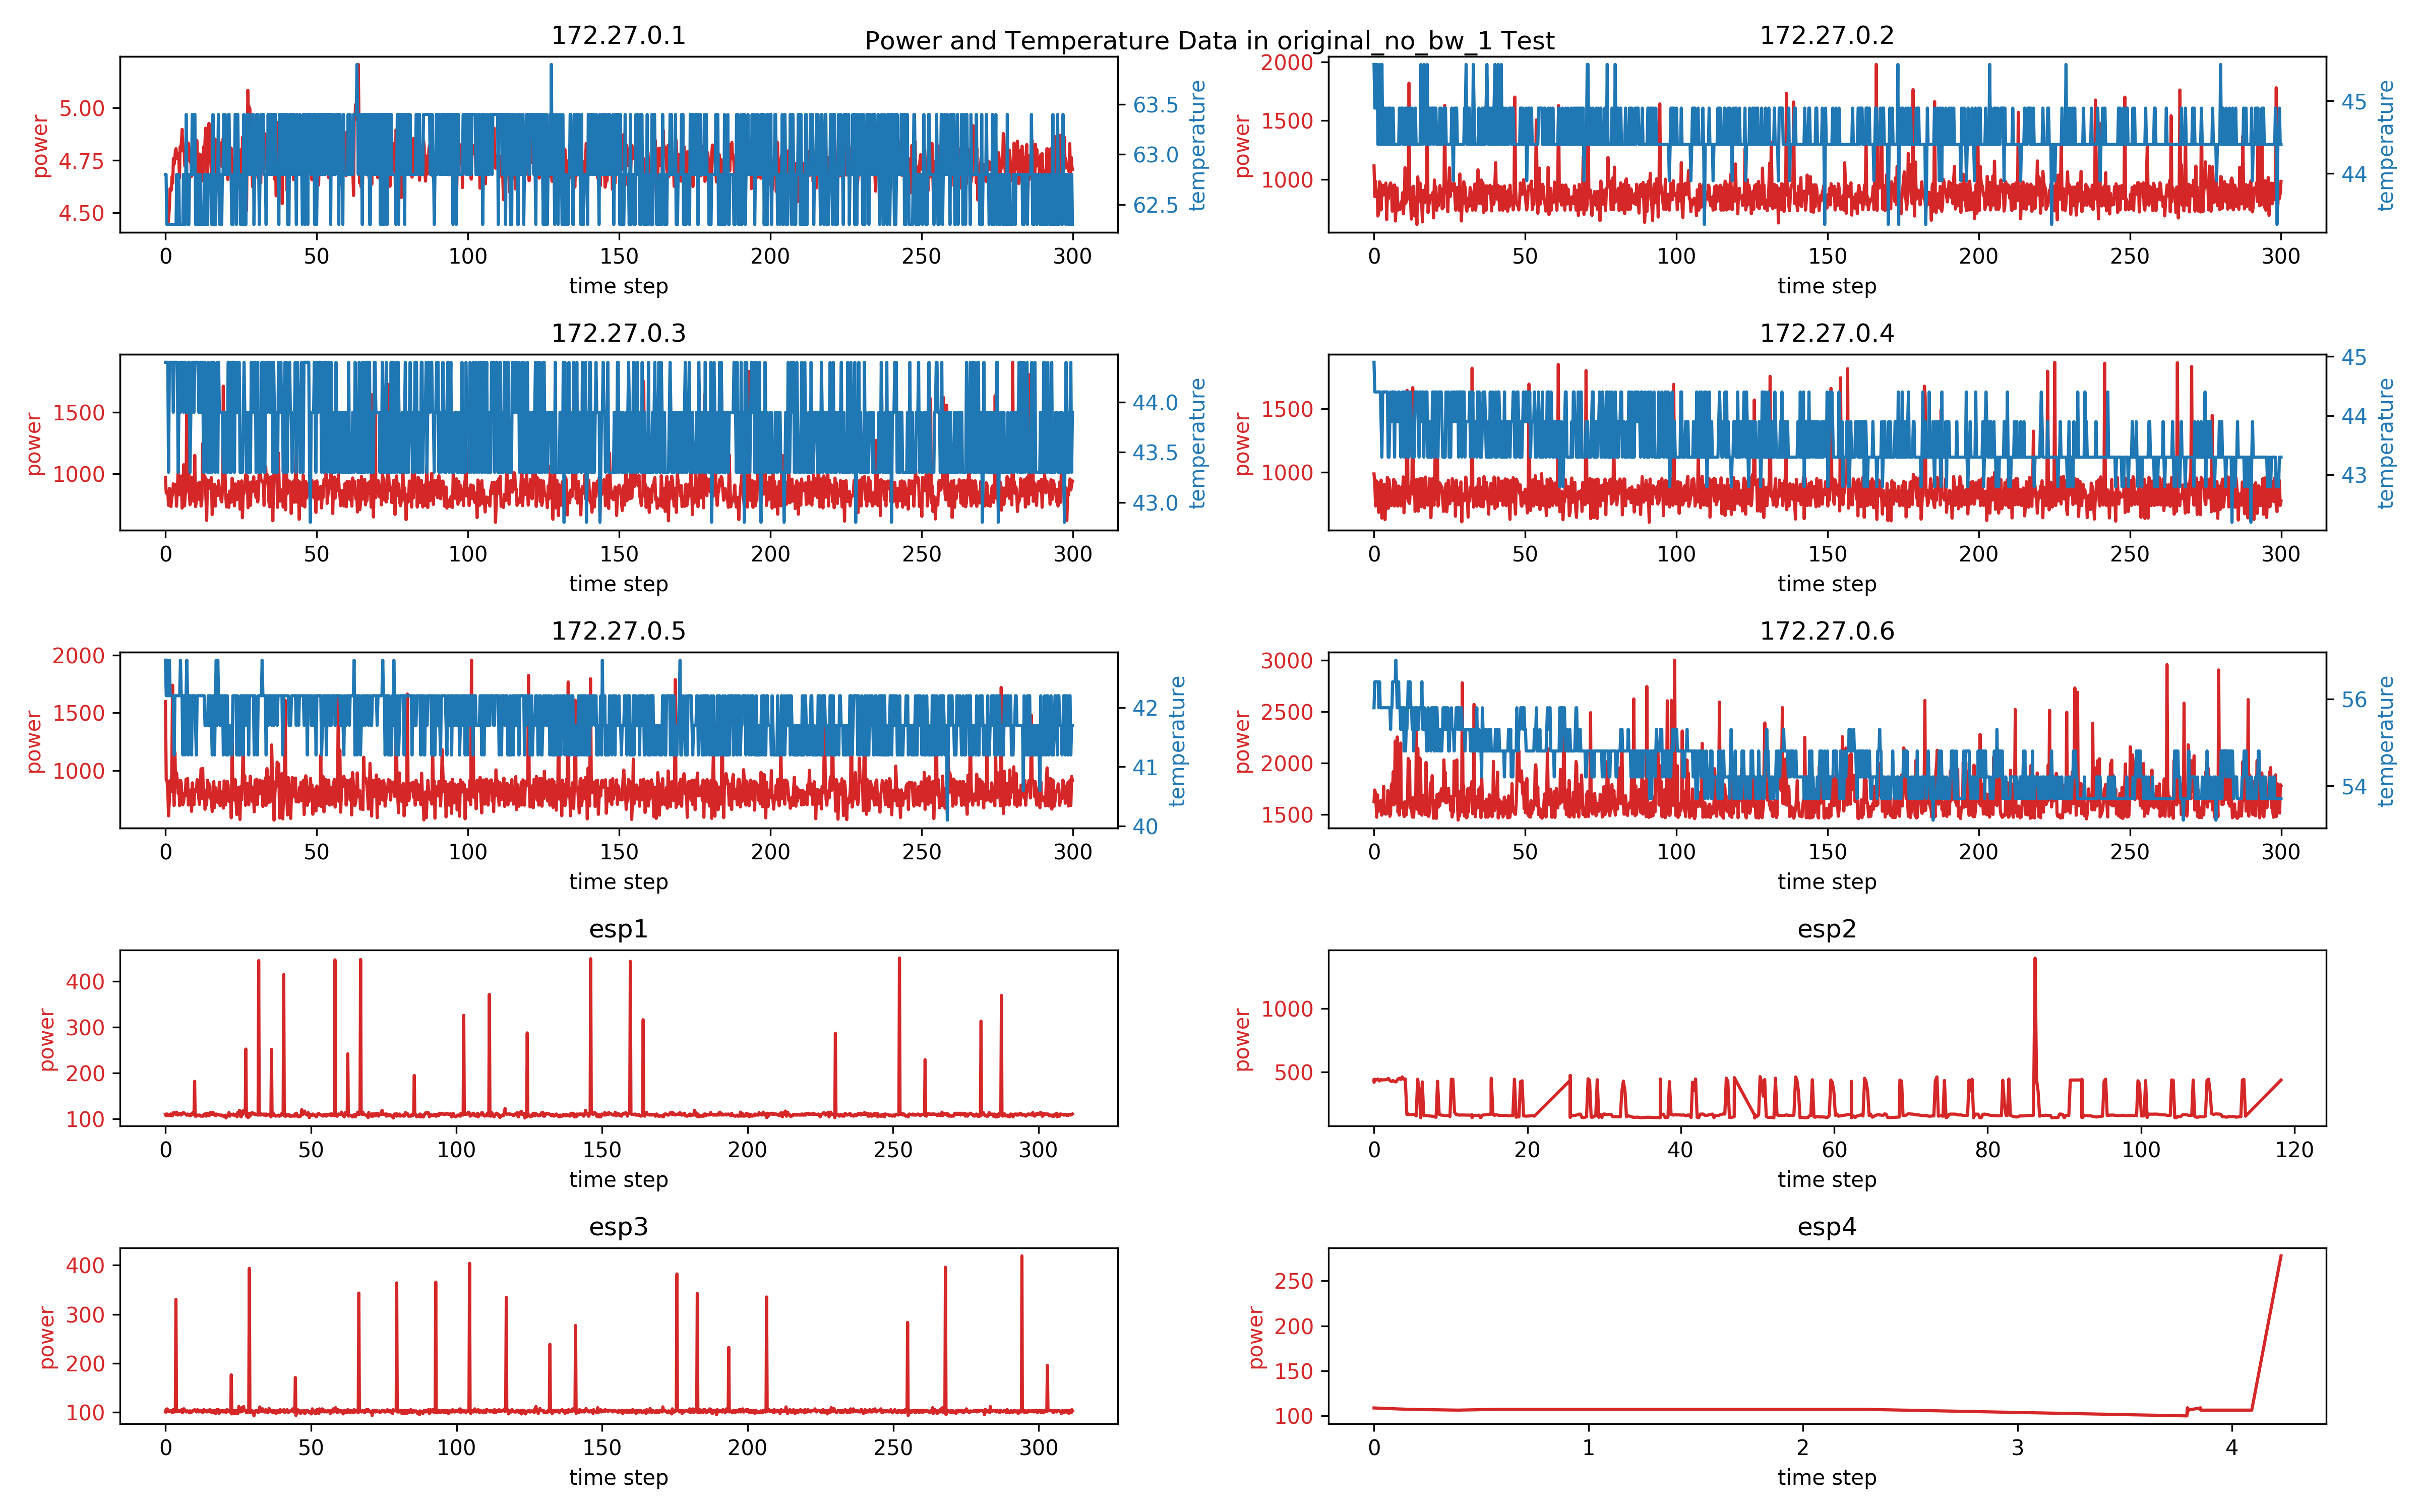 Power and Temperature Data in original_no_bw_1 Test
172.27.0.1
5.00
4.75
4.50
power
63.5
63.0
62.5
temperature
0 50 100 150 200 250 300
time step
172.27.0.2
2000
1500
1000
power
45
44
temperature
0 50 100 150 200 250 300
time step
172.27.0.3
1500
1000
power
44.0
43.5
43.0
temperature
0 50 100 150 200 250 300
time step
172.27.0.4
1500
1000
power
45
44
43
temperature
0 50 100 150 200 250 300
time step
172.27.0.5
2000
1500
1000
power
42
41
40
temperature
0 50 100 150 200 250 300
time step
172.27.0.6
3000
2500
2000
1500
power
56
54
temperature
0 50 100 150 200 250 300
time step
esp1
400
300
200
100
power
0 50 100 150 200 250 300
time step
esp2
1000
500
power
0 20 40 60 80 100 120
time step
esp3
400
300
200
100
power
0 50 100 150 200 250 300
time step
esp4
250
200
150
100
power
0 1 2 3 4
time step